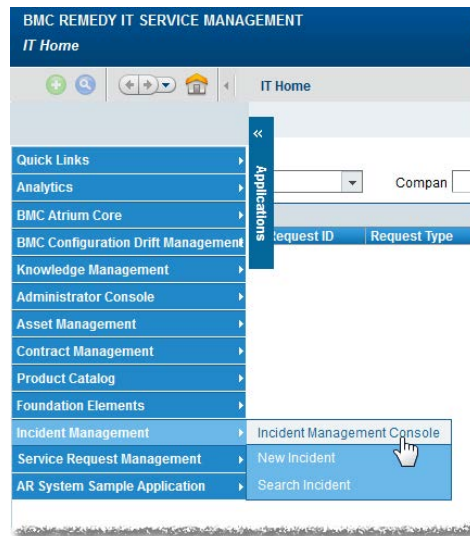 BMC REMEDY IT SERVICE MANAGEMENT
IT Home
IT Home
Applications
Quick Links
Analytics
BMC Atrium Core
BMC Configuration Drift Management
Knowledge Management
Administrator Console
Asset Management
Contract Management
Product Catalog
Foundation Elements
Incident Management
Service Request Management
AR System Sample Application
Compan
Request ID Request Type
Incident Management Console
New Incident
Search Incident